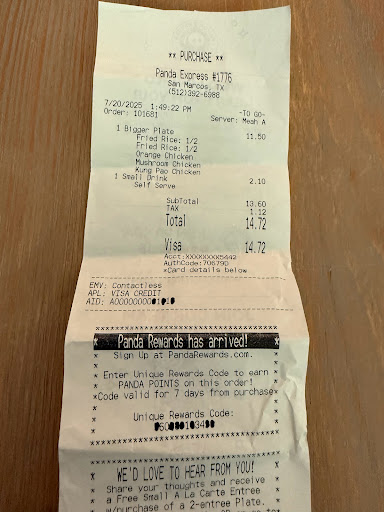 ** PURCHASE **
Panda Express #1776
San Marcos, TX
(512)392-6988
7/20/2025 1:49:22 PM -TO GO-
Order: 101681 Server: Meah A
1 Bigger Plate 11.50
Fried Rice: 1/2
Fried Rice: 1/2
Orange Chicken
Mushroom Chicken
Kung Pao Chicken
1 Small Drink 2.10
Self Serve
SubTotal 13.60
TAX 1.12
Total 14.72
Visa 14.72
Acct:XXXXXXXX5442
AuthCode:70679D
*Card details below
EMV: Contactless
APL: VISA CREDIT
AID:
Panda Rewards has arrived!
* Sign Up at PandaRewards.com. *
* Enter Unique Rewards Code to earn *
* PANDA POINTS on this order! *
*Code valid for 7 days from purchase*
* Unique Rewards Code: *
* WE'D LOVE TO HEAR FROM YOU! *
* Share your thoughts and receive *
* a Free Small A La Carte Entree *
w/purchase of a 2-entree Plate.